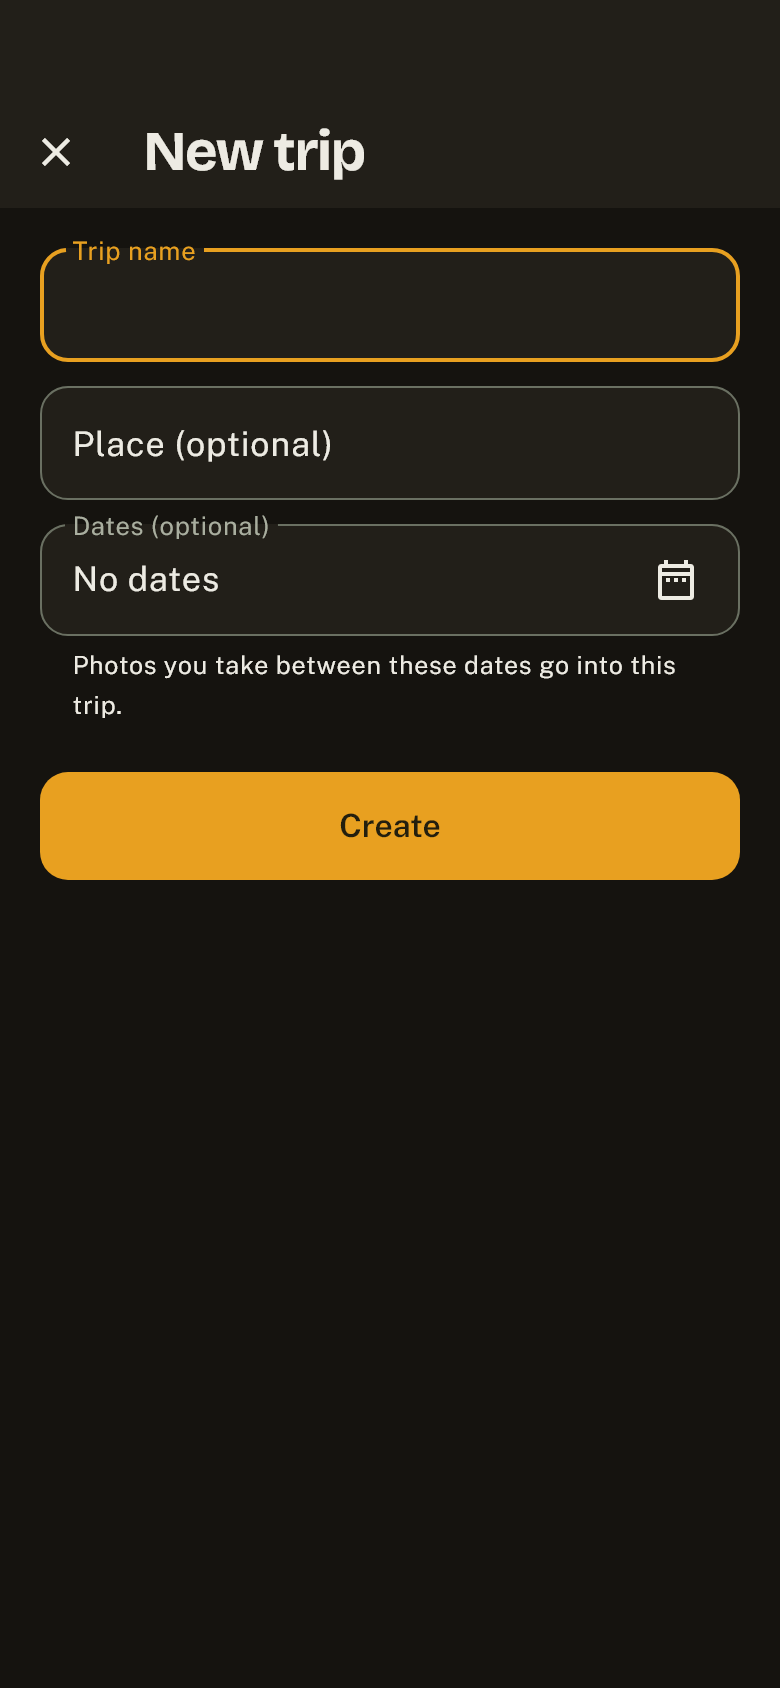 New trip
Trip name
Place (optional)
Dates (optional)
No dates
Photos you take between these dates go into this
trip.
Create